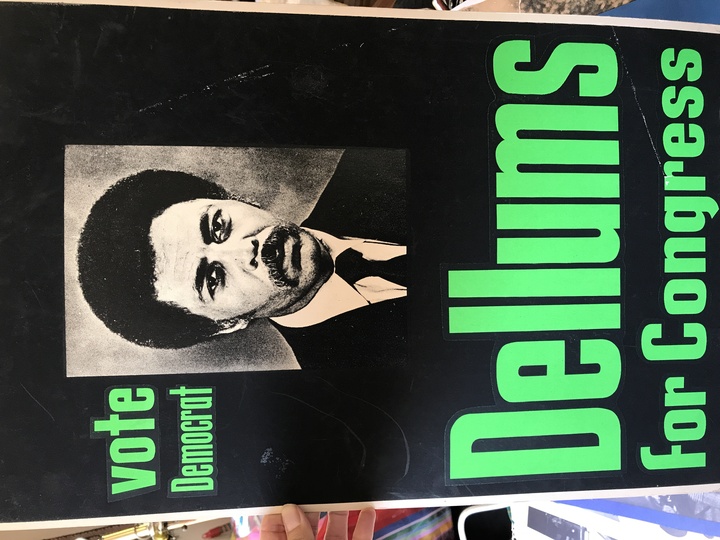 vote
Democrat
Dellums
for Congress